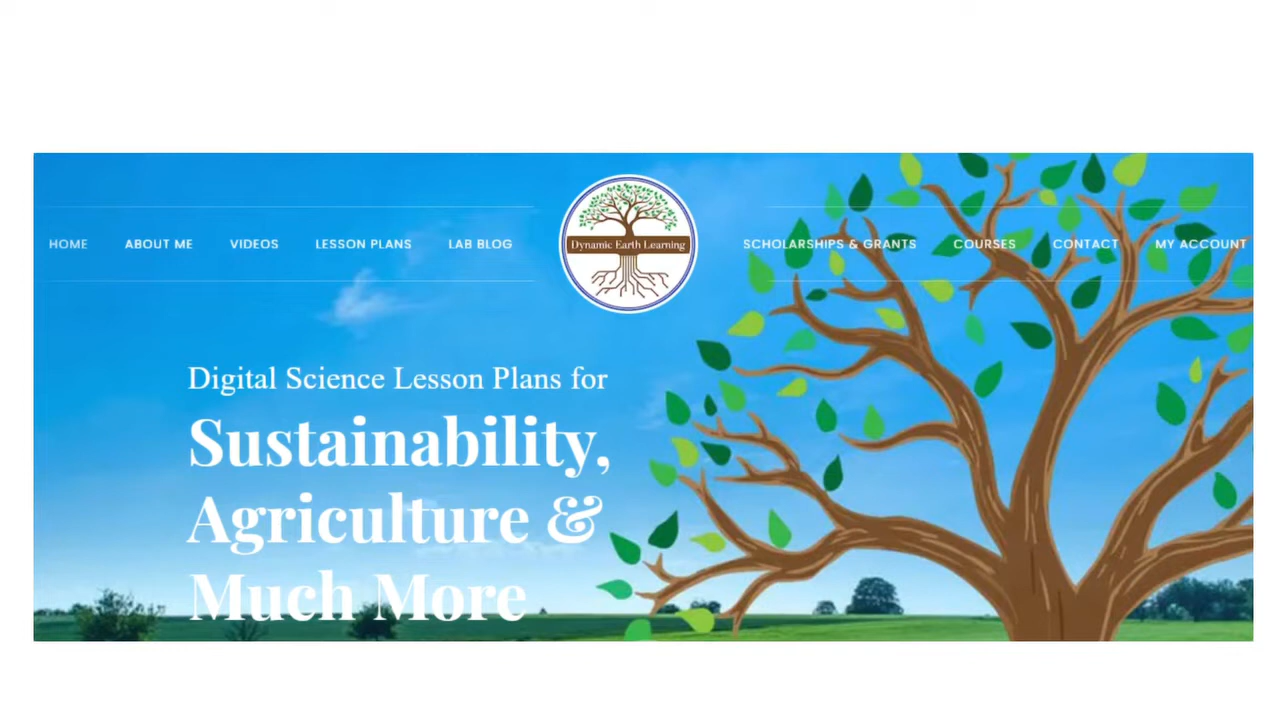 HOME ABOUT ME VIDEOS LESSON PLANS LAB BLOG
Dynamic Earth Learning
SCHOLARSHIPS & GRANTS COURSES CONTACT MY ACCOUNT
Digital Science Lesson Plans for
Sustainability,
Agriculture &
Much More